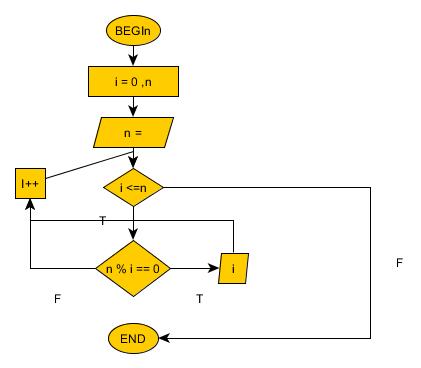 BEGIn
i = 0 ,n
n =
I++
i <=n
T
F
n % i == 0
i
F
T
END